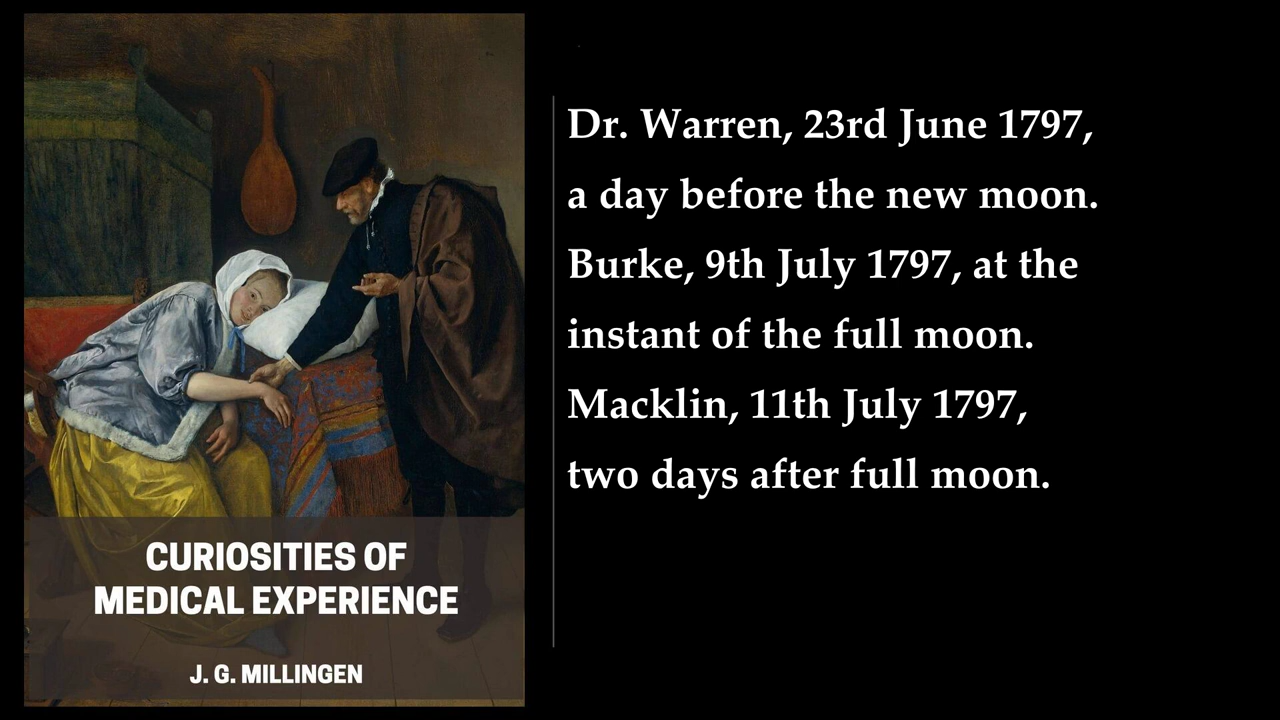 CURIOSITIES OF
MEDICAL EXPERIENCE
J. G. MILLINGEN
Dr. Warren, 23rd June 1797,
a day before the new moon.
Burke, 9th July 1797, at the
instant of the full moon.
Macklin, 11th July 1797,
two days after full moon.